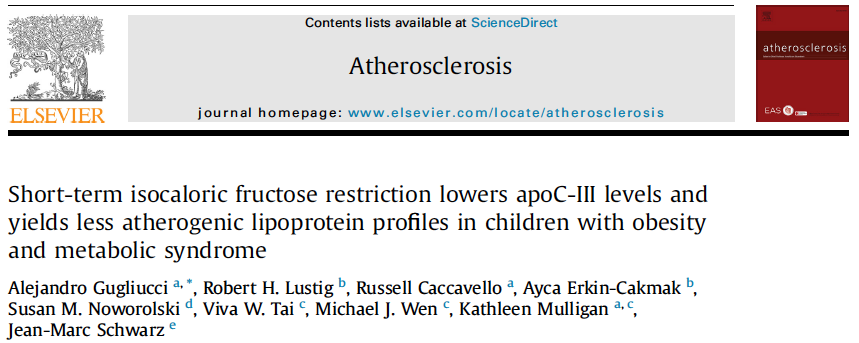 Contents lists available at ScienceDirect
Atherosclerosis
journal homepage: www.elsevier.com/locate/atherosclerosis
ELSEVIER
atherosclerosis
EAS
Short-term isocaloric fructose restriction lowers apoC-III levels and
yields less atherogenic lipoprotein profiles in children with obesity
and metabolic syndrome
Alejandro Gugliucci a, *, Robert H. Lustig b, Russell Caccavello a, Ayca Erkin-Cakmak b,
Susan M. Noworolski d, Viva W. Tai c, Michael J. Wen c, Kathleen Mulligan a, c,
Jean-Marc Schwarz e